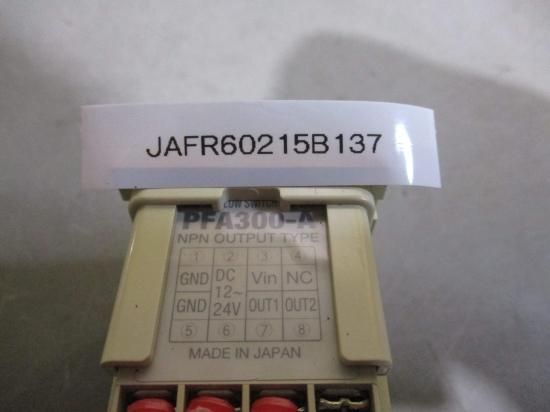 JAFR60215B137
LOW SWITCH
PFA300-A
NPN OUTPUT TYPE
① ② ③ ④
GND DC 12~ 24V Vin NC
GND OUT1 OUT2
⑤ ⑥ ⑦ ⑧
MADE IN JAPAN